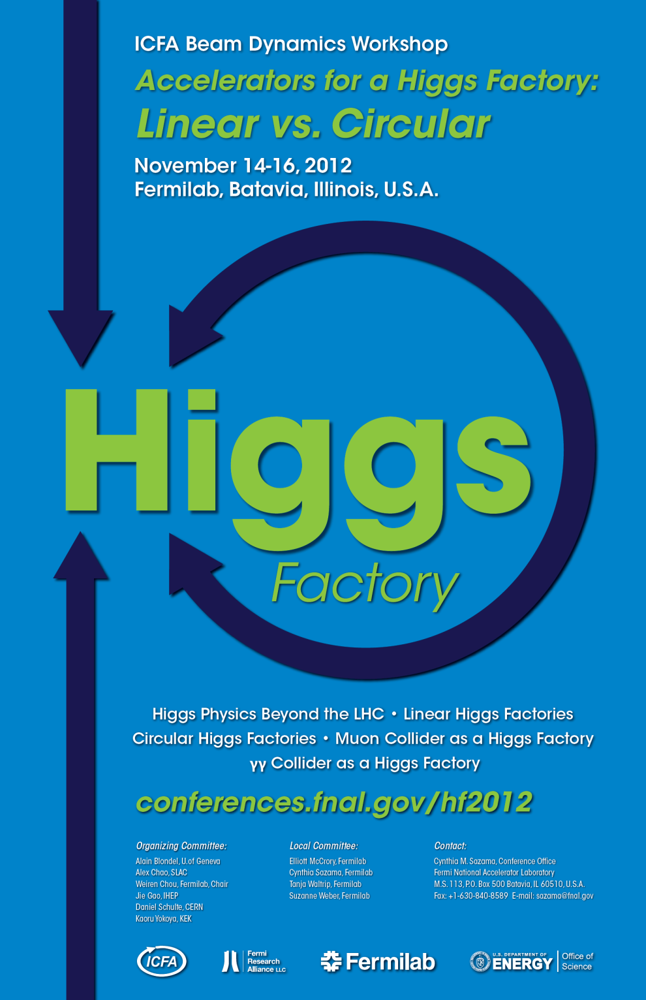 ICFA Beam Dynamics Workshop
Accelerators for a Higgs Factory:
Linear vs. Circular
November 14-16, 2012
Fermilab, Batavia, Illinois, U.S.A.
Higgs
Factory
Higgs Physics Beyond the LHC • Linear Higgs Factories
Circular Higgs Factories • Muon Collider as a Higgs Factory
γγ Collider as a Higgs Factory
conferences.fnal.gov/hf2012
Organizing Committee:
Alain Blondel, U.of Geneva
Alex Chao, SLAC
Weiren Chou, Fermilab, Chair
Jie Gao, IHEP
Daniel Schulte, CERN
Kaoru Yokoya, KEK
Local Committee:
Elliott McCrory, Fermilab
Cynthia Sazama, Fermilab
Tanja Waltrip, Fermilab
Suzanne Weber, Fermilab
Contact:
Cynthia M. Sazama, Conference Office
Fermi National Accelerator Laboratory
M.S. 113, P.O. Box 500 Batavia, IL 60510, U.S.A.
Fax: +1-630-840-8589 E-mail: sazama@fnal.gov
ICFA
Fermi
Research
Alliance LLC
Fermilab
U.S. DEPARTMENT OF
ENERGY
Office of
Science